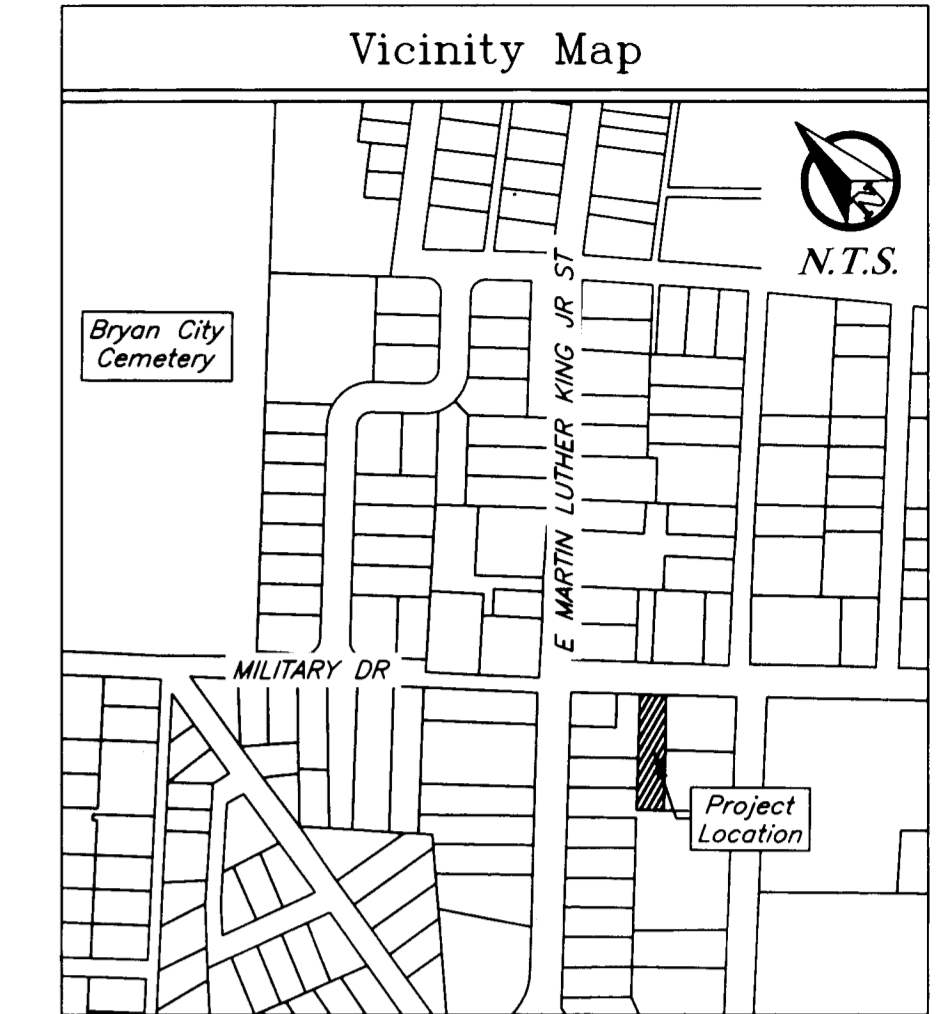 Vicinity Map
N
N.T.S.
Bryan City
Cemetery
E MARTIN LUTHER KING JR ST
MILITARY DR
Project
Location